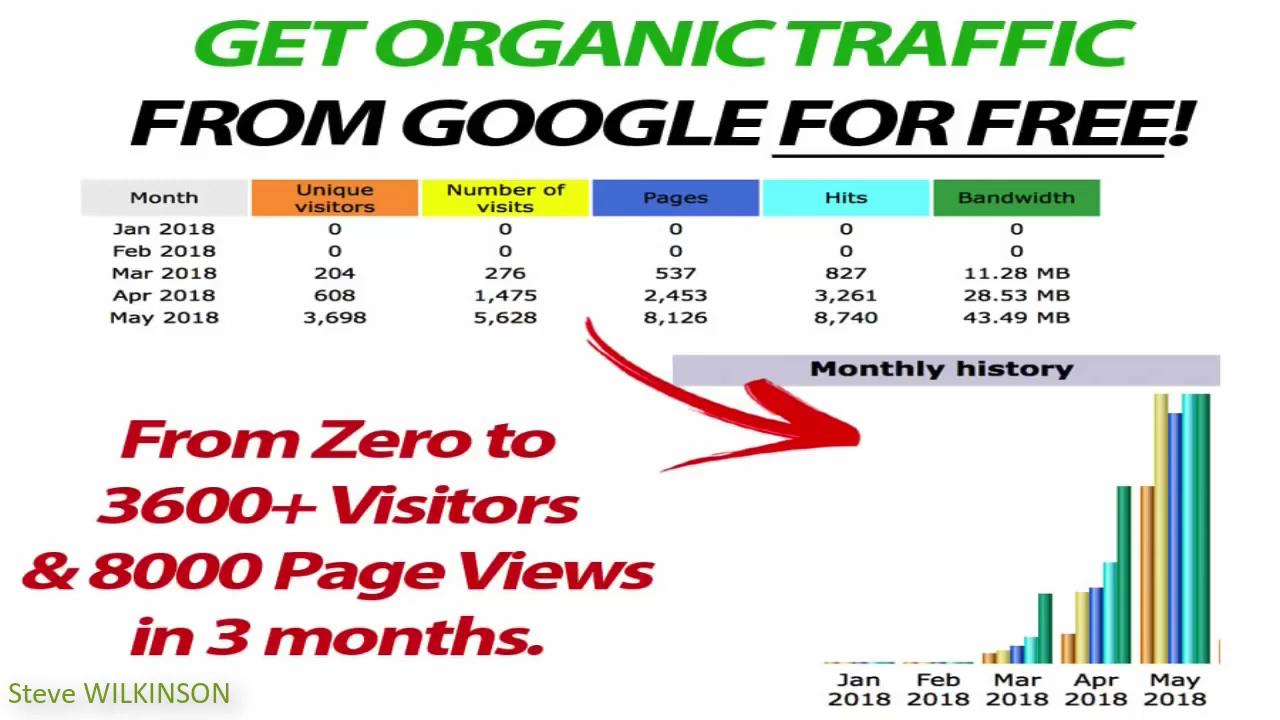 GET ORGANIC TRAFFIC
FROM GOOGLE FOR FREE!
Month Unique visitors Number of visits Pages Hits Bandwidth
Jan 2018 0 0 0 0 0
Feb 2018 0 0 0 0 0
Mar 2018 204 276 537 827 11.28 MB
Apr 2018 608 1,475 2,453 3,261 28.53 MB
May 2018 3,698 5,628 8,126 8,740 43.49 MB
Monthly history
From Zero to
3600+ Visitors
& 8000 Page Views
in 3 months.
Jan Feb Mar Apr May
2018 2018 2018 2018 2018
Steve WILKINSON